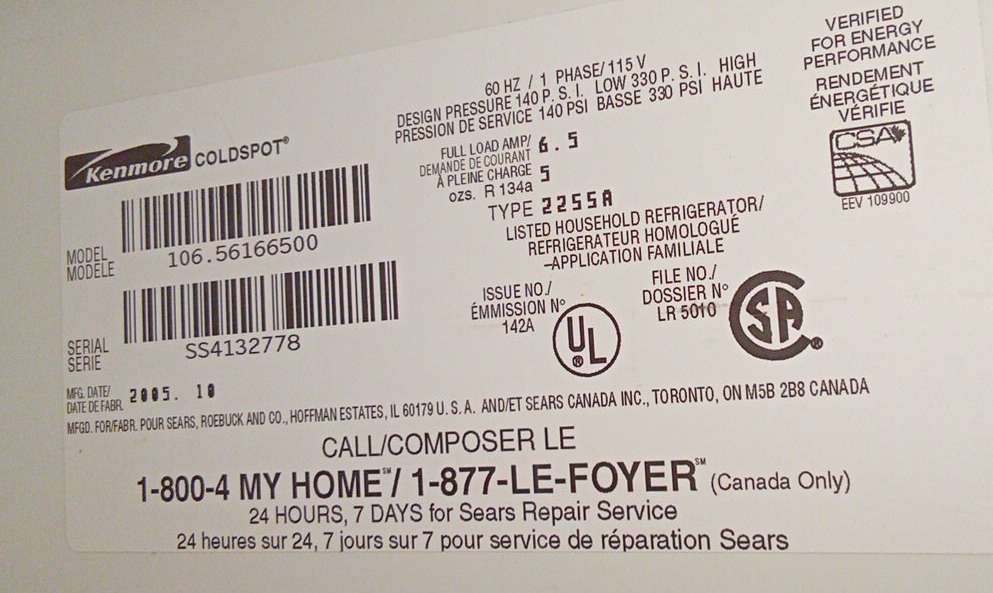 VERIFIED
FOR ENERGY
PERFORMANCE
RENDEMENT
ÉNERGÉTIQUE
VÉRIFIE
CSA
EEV 109900
60 HZ / 1 PHASE/ 115 V
DESIGN PRESSURE 140 P. S. I. LOW 330 P. S. I. HIGH
PRESSION DE SERVICE 140 PSI BASSE 330 PSI HAUTE
FULL LOAD AMP/
DEMANDE DE COURANT 6.5
À PLEINE CHARGE
ozs. R 134a 5
TYPE 2255A
LISTED HOUSEHOLD REFRIGERATOR/
REFRIGERATEUR HOMOLOGUÉ
–APPLICATION FAMILIALE
Kenmore COLDSPOT®
MODEL
MODÈLE
106.56166500
SERIAL
SERIE
SS4132778
ISSUE NO./
ÉMMISSION N°
142A
UL®
FILE NO./
DOSSIER N°
LR 5010
SA®
MFG. DATE/
DATE DE FABR. 2005. 10
MFGD. FOR/FABR. POUR SEARS, ROEBUCK AND CO., HOFFMAN ESTATES, IL 60179 U. S. A. AND/ET SEARS CANADA INC., TORONTO, ON M5B 2B8 CANADA
CALL/COMPOSER LE
1-800-4 MY HOME℠/ 1-877-LE-FOYER℠ (Canada Only)
24 HOURS, 7 DAYS for Sears Repair Service
24 heures sur 24, 7 jours sur 7 pour service de réparation Sears